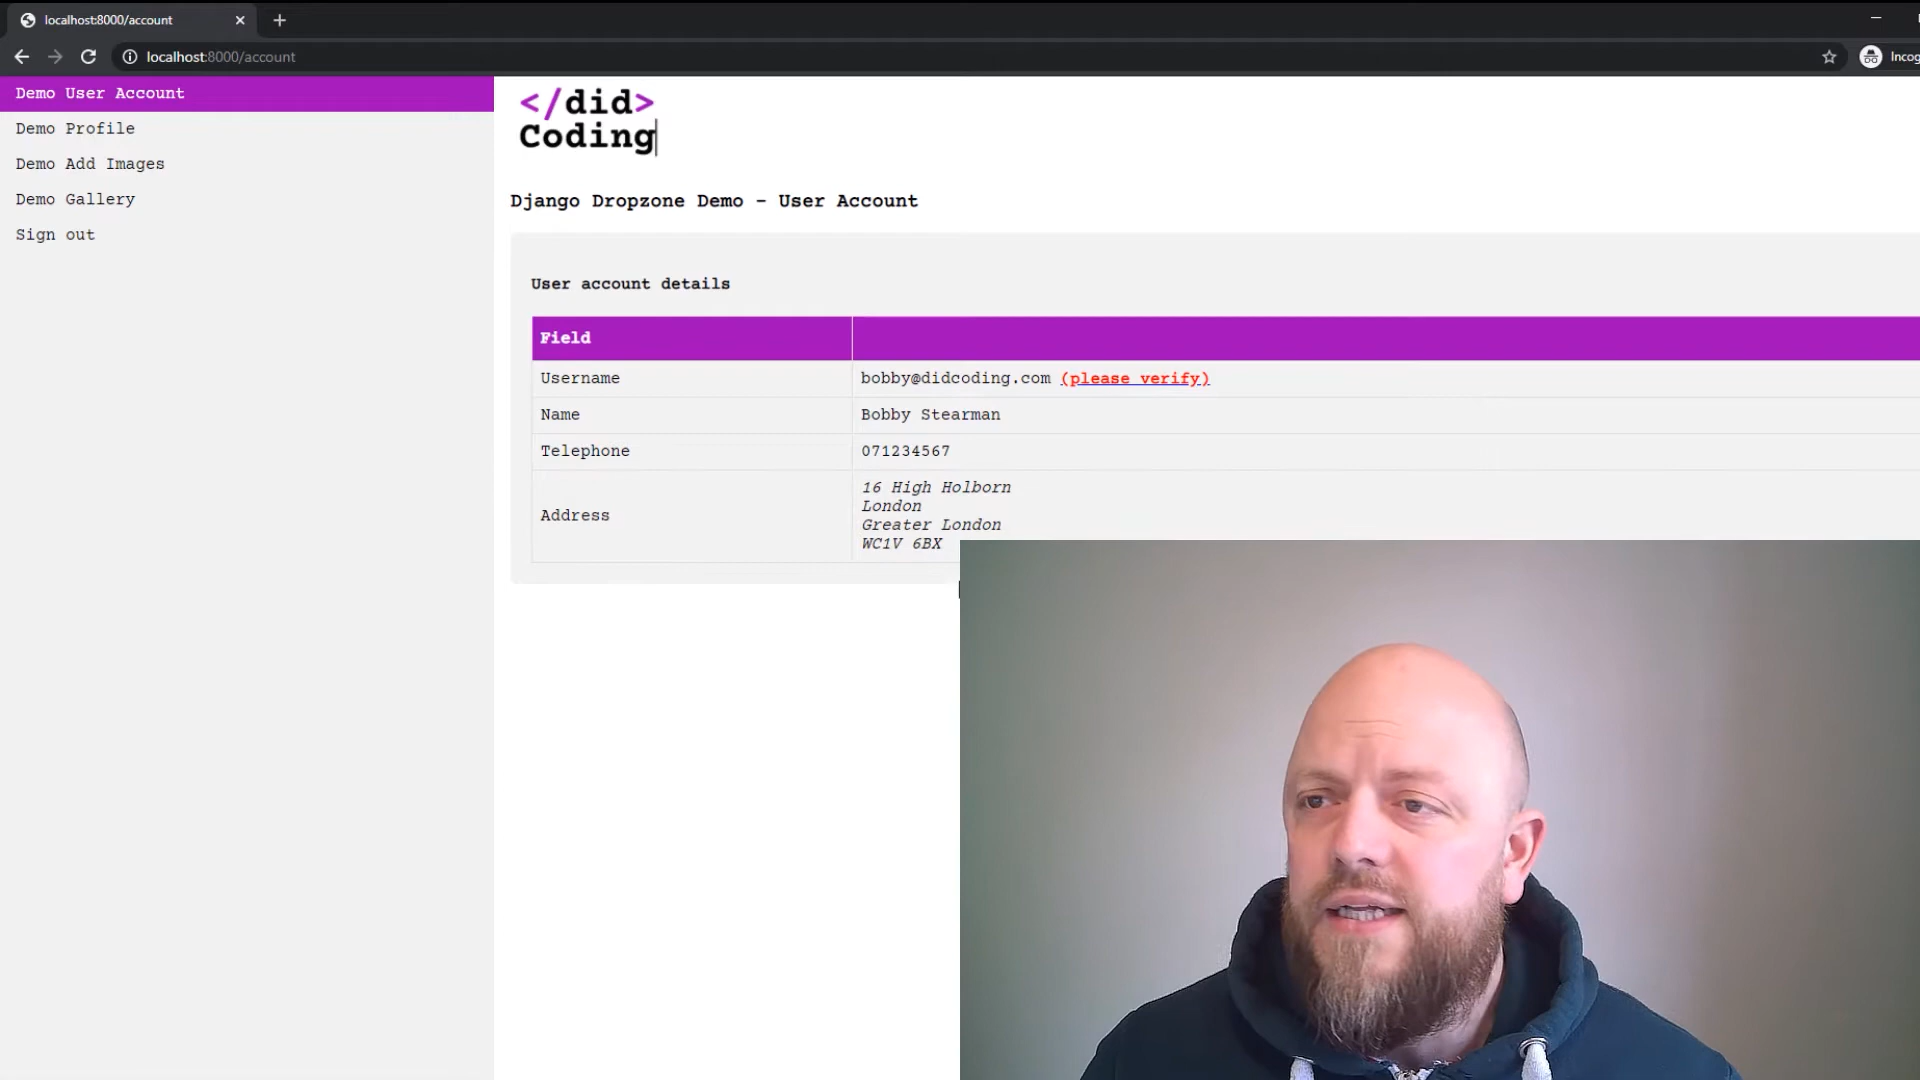 localhost:8000/account
localhost:8000/account
Incog
Demo User Account
Demo Profile
Demo Add Images
Demo Gallery
Sign out
</did>
Coding
Django Dropzone Demo - User Account
User account details
Field
Username bobby@didcoding.com (please verify)
Name Bobby Stearman
Telephone 071234567
Address
16 High Holborn
London
Greater London
WC1V 6BX